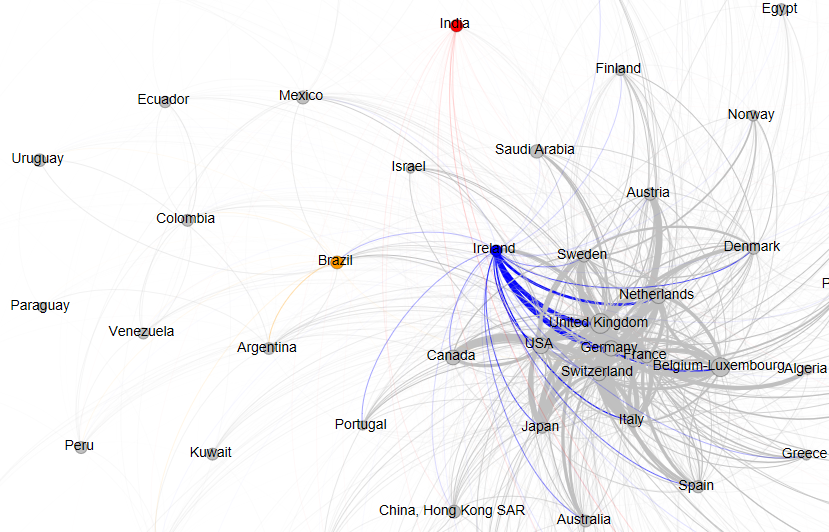 Egypt
India
Finland
Ecuador
Mexico
Norway
Saudi Arabia
Uruguay
Israel
Austria
Colombia
Ireland
Sweden
Denmark
Brazil
Netherlands
Paraguay
United Kingdom
Venezuela
Argentina
USA
Germany
France
Canada
Switzerland
Belgium-Luxembourg
Algeria
Portugal
Japan
Italy
Peru
Kuwait
Greece
Spain
China, Hong Kong SAR
Australia